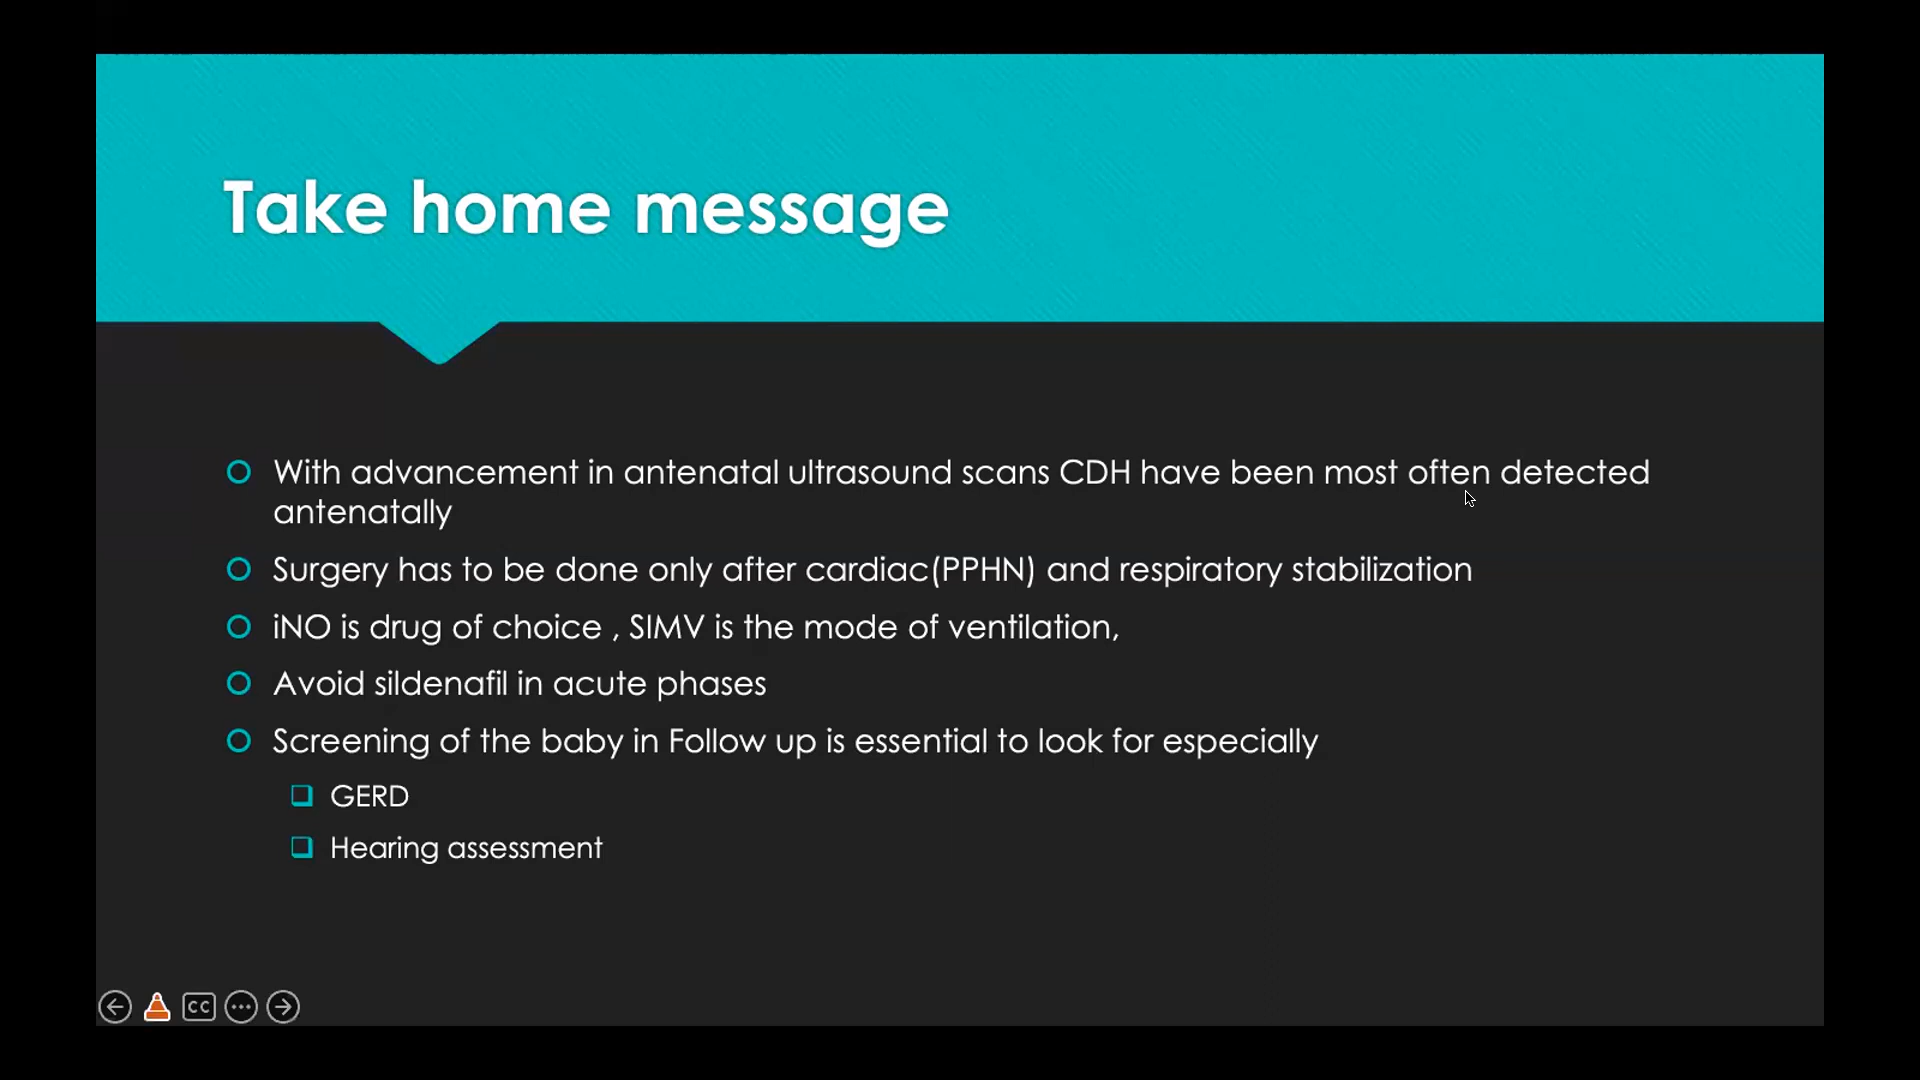 Take home message
With advancement in antenatal ultrasound scans CDH have been most often detected
antenatally
Surgery has to be done only after cardiac(PPHN) and respiratory stabilization
iNO is drug of choice , SIMV is the mode of ventilation,
Avoid sildenafil in acute phases
Screening of the baby in Follow up is essential to look for especially
GERD
Hearing assessment
CC